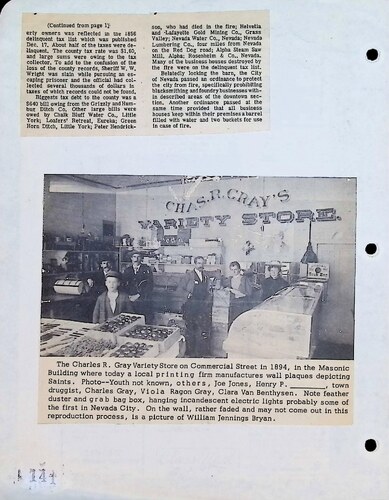 (Continued from page 1)
erly owners was reflected in the 1856
delinquent tax list which was published
Dec. 17. About half of the taxes were de-
linquent. The county tax rate was $1.60,
and large sums were owing to the tax
collector. To add to the confusion of the
loss of the county records, Sheriff W. W.
Wright was slain while pursuing an es-
caping prisoner and the official had col-
lected several thousands of dollars in
taxes of which records could not be found.
Biggest tax debt to the county was a
$640 bill owing from the Grizzly and Hum-
bug Ditch Co. Other large bills were
owed by Chalk Bluff Water Co., Little
York; Loafers' Retreat, Eureka; Green
Horn Ditch, Little York; Peter Hendrick-
son, who had died in the fire; Helvetia
and Lafayette Gold Mining Co., Grass
Valley; Nevada Water Co., Nevada; Nevada
Lumbering Co., four miles from Nevada
on the Red Dog road; Alpha Steam Saw
Mill, Alpha; Rosenheim & Co., Nevada.
Many of the business houses destroyed by
the fire were on the delinquent tax list.
Belatedly locking the barn, the City
of Nevada passed an ordinance to protect
the city from fire, specifically prohibiting
blacksmithing and foundry businesses with-
in described areas of the downtown sec-
tion. Another ordinance passed at the
same time provided that all business
houses keep within their premises a barrel
filled with water and two buckets for use
in case of fire.
CHAS. R. GRAY'S
VARIETY STORE.
The Charles R. Gray Variety Store on Commercial Street in 1894, in the Masonic
Building where today a local printing firm manufactures wall plaques depicting
Saints. Photo--Youth not known, others, Joe Jones, Henry P. ______, town
druggist, Charles Gray, Viola Ragon Gray, Clara Van Benthysen. Note feather
duster and grab bag box, hanging incandescent electric lights probably some of
the first in Nevada City. On the wall, rather faded and may not come out in this
reproduction process, is a picture of William Jennings Bryan.